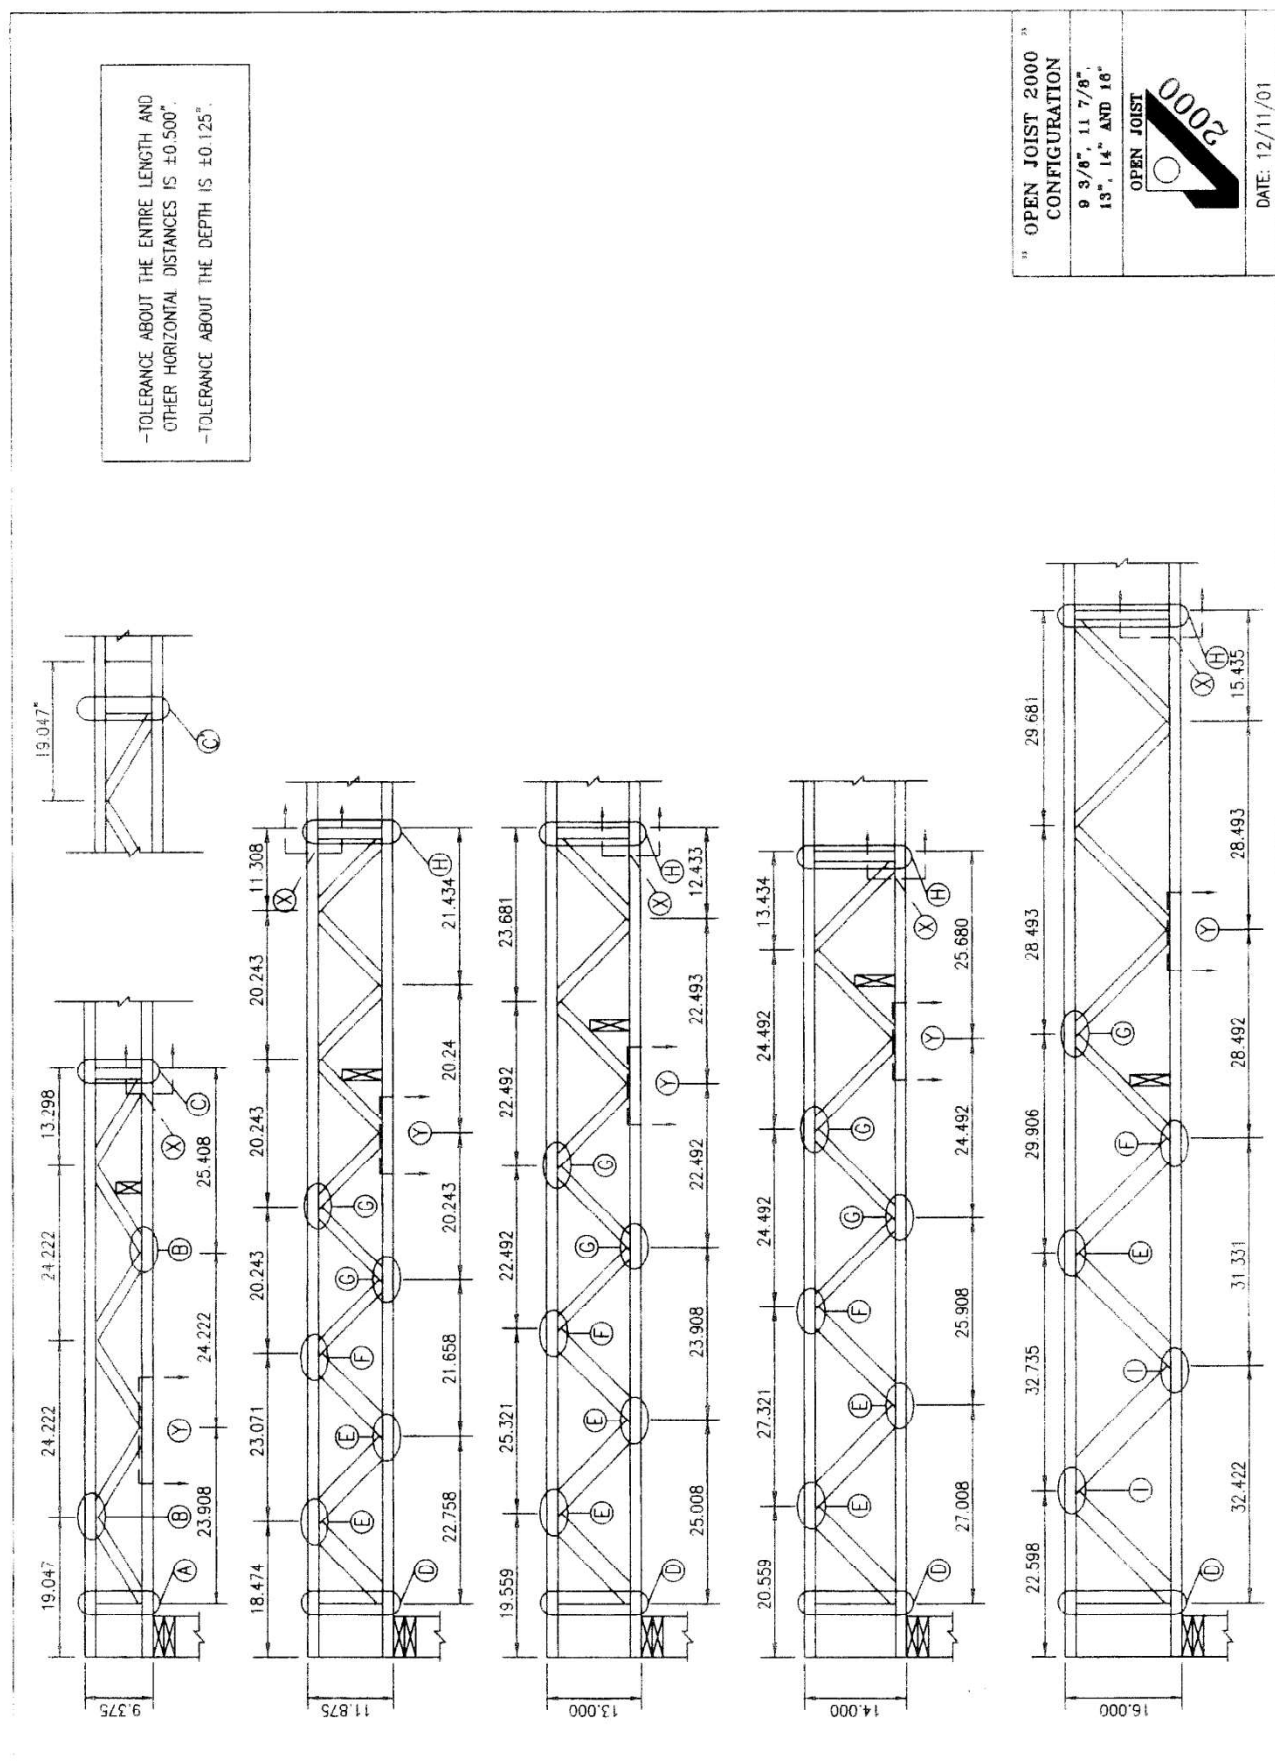 -TOLERANCE ABOUT THE ENTIRE LENGTH AND
OTHER HORIZONTAL DISTANCES IS ±0.500".
-TOLERANCE ABOUT THE DEPTH IS ±0.125".
" OPEN JOIST 2000 "
CONFIGURATION
9 3/8", 11 7/8",
13", 14" AND 16"
OPEN JOIST
2000
DATE: 12/11/01
19.047"
C'
9.375
19.047
24.222
24.222
13.298
A
B
Y
B
X
C
23.908
24.222
25.408
11.875
18.474
23.071
20.243
20.243
20.243
11.308
D
E
E
F
G
G
Y
X
H
22.758
21.658
20.243
20.24
21.434
13.000
19.559
25.321
22.492
22.492
23.681
D
E
E
F
G
G
Y
X
H
25.008
23.908
22.492
22.493
12.433
14.000
20.559
27.321
24.492
24.492
13.434
D
E
E
F
G
G
Y
X
H
27.008
25.908
24.492
25.680
16.000
22.598
32.735
29.906
28.493
29.681
D
I
I
E
F
G
Y
X
H
32.422
31.331
28.492
28.493
15.435